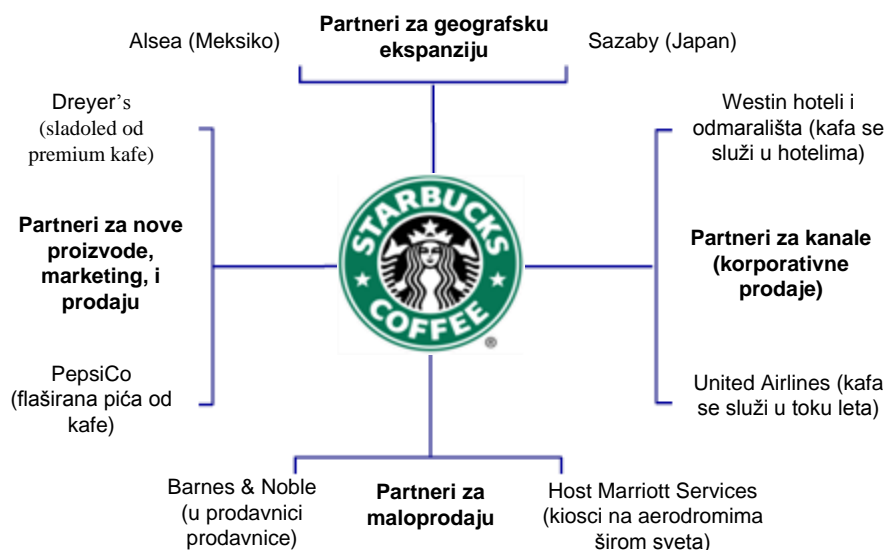 Alsea (Meksiko)
Partneri za geografsku
ekspanziju
Sazaby (Japan)
Dreyer's
(sladoled od
premium kafe)
Westin hoteli i
odmarališta (kafa se
služi u hotelima)
Partneri za nove
proizvode,
marketing, i
prodaju
STARBUCKS
COFFEE
®
Partneri za kanale
(korporativne
prodaje)
PepsiCo
(flaširana pića od
kafe)
United Airlines (kafa
se služi u toku leta)
Barnes & Noble
(u prodavnici
prodavnice)
Partneri za
maloprodaju
Host Marriott Services
(kiosci na aerodromima
širom sveta)